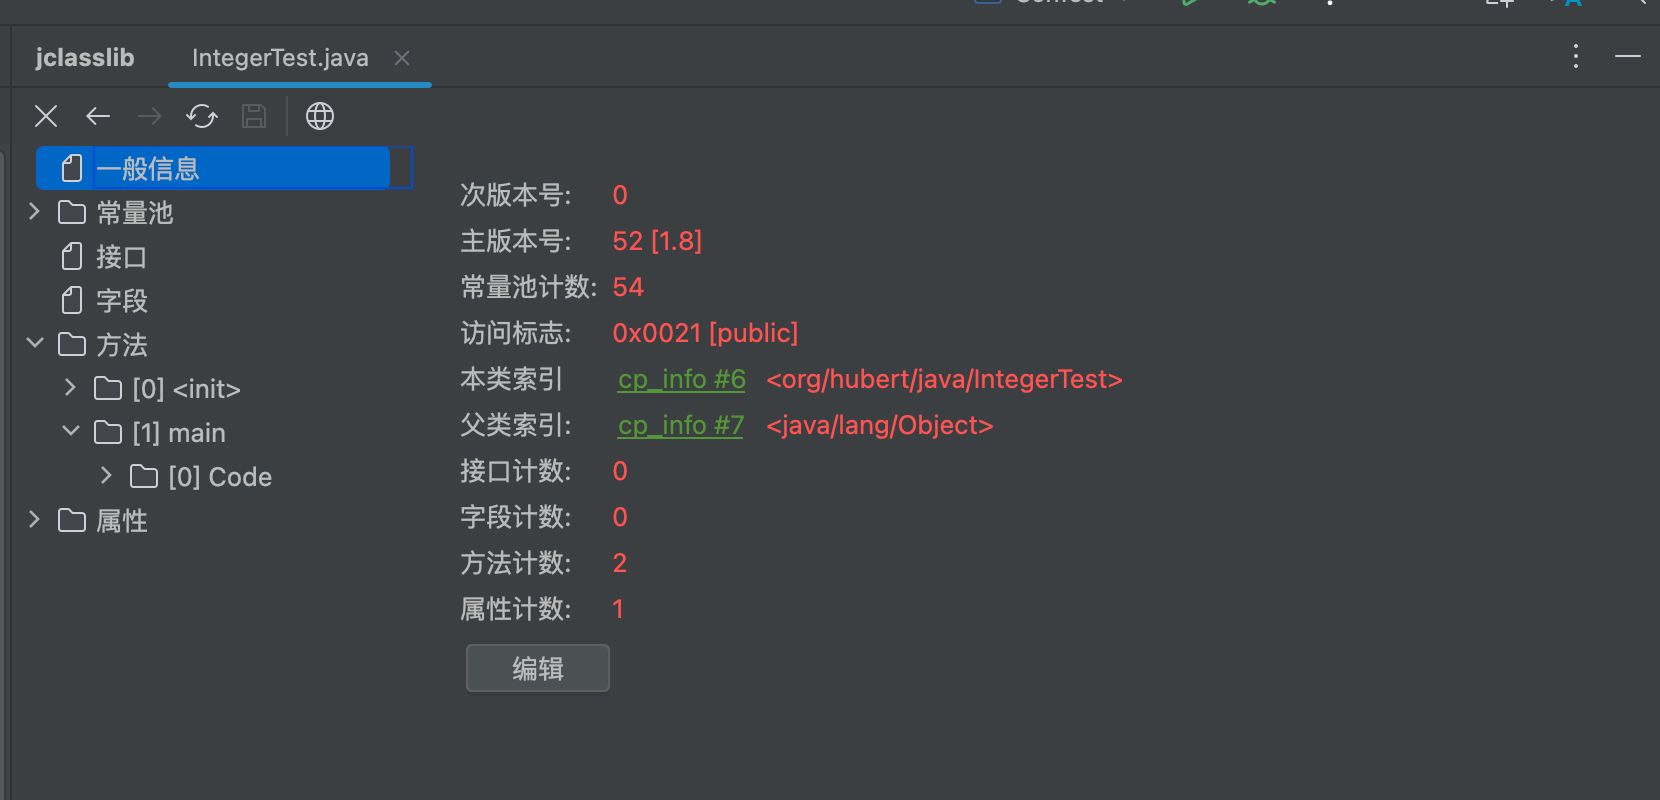 jclasslib IntegerTest.java
一般信息
常量池
接口
字段
方法
[0] <init>
[1] main
[0] Code
属性
次版本号: 0
主版本号: 52 [1.8]
常量池计数: 54
访问标志: 0x0021 [public]
本类索引 cp_info #6 <org/hubert/java/IntegerTest>
父类索引: cp_info #7 <java/lang/Object>
接口计数: 0
字段计数: 0
方法计数: 2
属性计数: 1
编辑